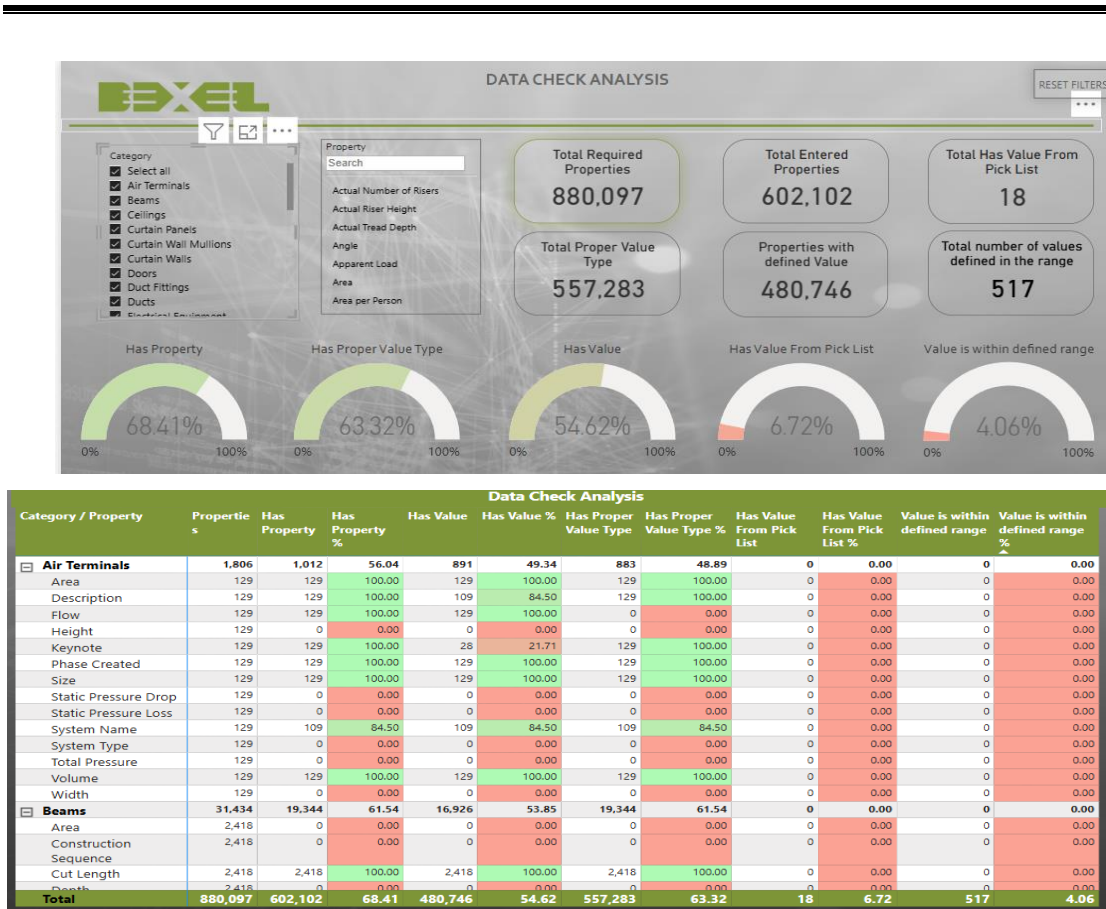 BEXEL
DATA CHECK ANALYSIS
RESET FILTERS
Category
Select all
Air Terminals
Beams
Ceilings
Curtain Panels
Curtain Wall Mullions
Curtain Walls
Doors
Duct Fittings
Ducts
Electrical Equipment
Property
Search
Actual Number of Risers
Actual Riser Height
Actual Tread Depth
Angle
Apparent Load
Area
Area per Person
Total Required
Properties
880,097
Total Entered
Properties
602,102
Total Has Value From
Pick List
18
Total Proper Value
Type
557,283
Properties with
defined Value
480,746
Total number of values
defined in the range
517
Has Property
68.41%
0% 100%
Has Proper Value Type
63.32%
0% 100%
Has Value
54.62%
0% 100%
Has Value From Pick List
6.72%
0% 100%
Value is within defined range
4.06%
0% 100%
Data Check Analysis
Category / Property Propertie Has Has Has Value Has Value % Has Proper Has Proper Has Value Has Value Value is within Value is within
s Property Property Value Type Value Type % From Pick From Pick defined range defined range
% List List % %
Air Terminals 1,806 1,012 56.04 891 49.34 883 48.89 0 0.00 0 0.00
Area 129 129 100.00 129 100.00 129 100.00 0 0.00 0 0.00
Description 129 129 100.00 109 84.50 129 100.00 0 0.00 0 0.00
Flow 129 129 100.00 129 100.00 0 0.00 0 0.00 0 0.00
Height 129 0 0.00 0 0.00 0 0.00 0 0.00 0 0.00
Keynote 129 129 100.00 28 21.71 129 100.00 0 0.00 0 0.00
Phase Created 129 129 100.00 129 100.00 129 100.00 0 0.00 0 0.00
Size 129 129 100.00 129 100.00 129 100.00 0 0.00 0 0.00
Static Pressure Drop 129 0 0.00 0 0.00 0 0.00 0 0.00 0 0.00
Static Pressure Loss 129 0 0.00 0 0.00 0 0.00 0 0.00 0 0.00
System Name 129 109 84.50 109 84.50 109 84.50 0 0.00 0 0.00
System Type 129 0 0.00 0 0.00 0 0.00 0 0.00 0 0.00
Total Pressure 129 0 0.00 0 0.00 0 0.00 0 0.00 0 0.00
Volume 129 129 100.00 129 100.00 129 100.00 0 0.00 0 0.00
Width 129 0 0.00 0 0.00 0 0.00 0 0.00 0 0.00
Beams 31,434 19,344 61.54 16,926 53.85 19,344 61.54 0 0.00 0 0.00
Area 2,418 0 0.00 0 0.00 0 0.00 0 0.00 0 0.00
Construction 2,418 0 0.00 0 0.00 0 0.00 0 0.00 0 0.00
Sequence
Cut Length 2,418 2,418 100.00 2,418 100.00 2,418 100.00 0 0.00 0 0.00
Depth 2,418 0 0.00 0 0.00 0 0.00 0 0.00 0 0.00
Total 880,097 602,102 68.41 480,746 54.62 557,283 63.32 18 6.72 517 4.06